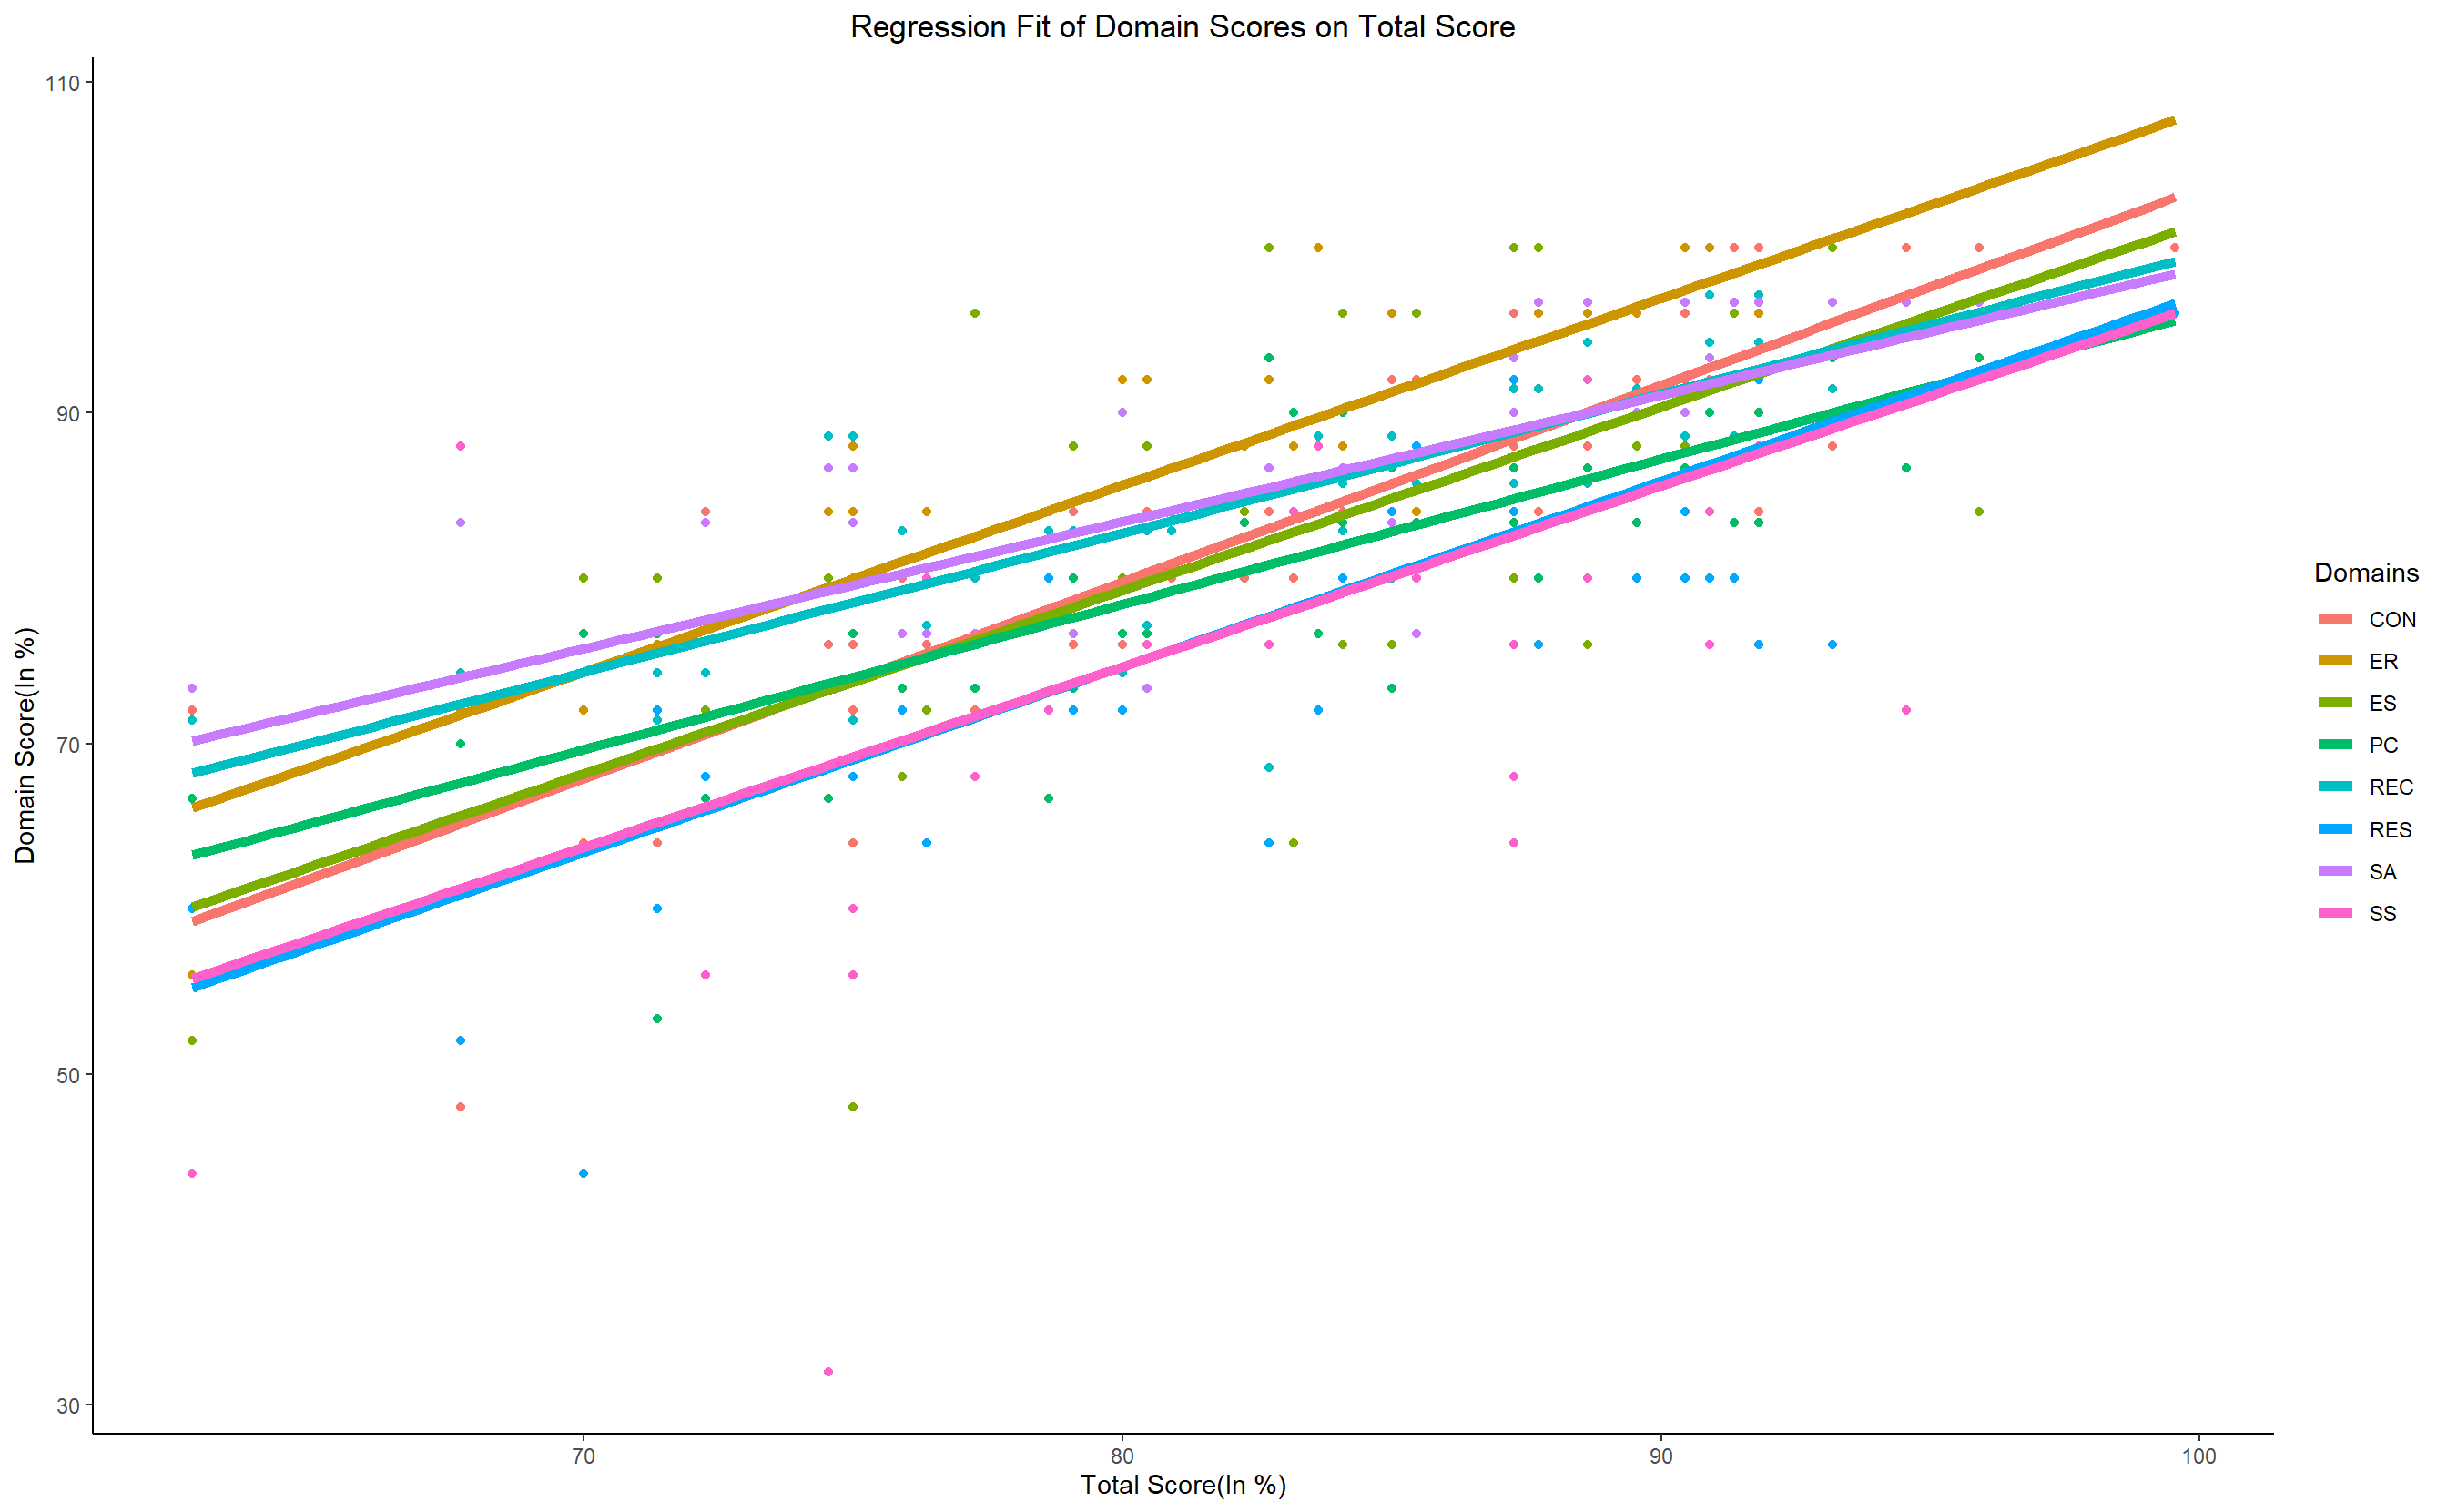 Regression Fit of Domain Scores on Total Score
110
90
70
50
30
Domain Score(In %)
70 80 90 100
Total Score(In %)
Domains
CON
ER
ES
PC
REC
RES
SA
SS